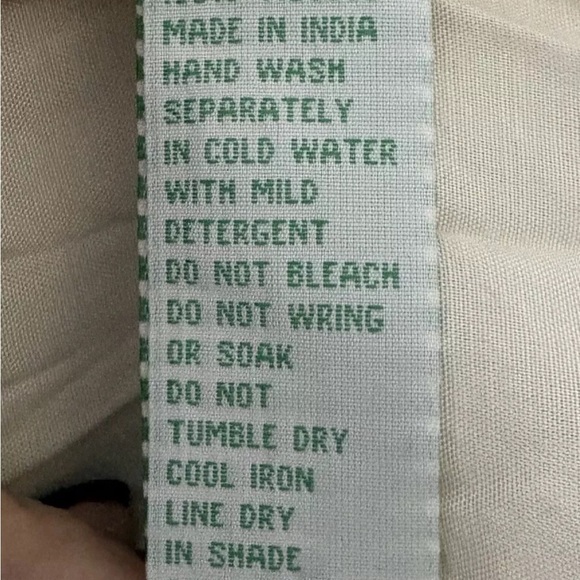 MADE IN INDIA
HAND WASH
SEPARATELY
IN COLD WATER
WITH MILD
DETERGENT
DO NOT BLEACH
DO NOT WRING
OR SOAK
DO NOT
TUMBLE DRY
COOL IRON
LINE DRY
IN SHADE